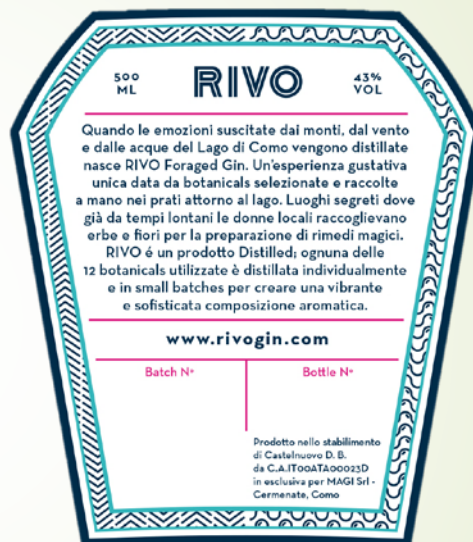 500 ML
RIVO
43% VOL
Quando le emozioni suscitate dai monti, dal vento
e dalle acque del Lago di Como vengono distillate
nasce RIVO Foraged Gin. Un'esperienza gustativa
unica data da botanicals selezionate e raccolte
a mano nei prati attorno al lago. Luoghi segreti dove
già da tempi lontani le donne locali raccoglievano
erbe e fiori per la preparazione di rimedi magici.
RIVO é un prodotto Distilled; ognuna delle
12 botanicals utilizzate è distillata individualmente
e in small batches per creare una vibrante
e sofisticata composizione aromatica.
www.rivogin.com
Batch N°
Bottle N°
Prodotto nello stabilimento
di Castelnuovo D. B.
da C.A.IT00ATA00023D
in esclusiva per MAGI Srl -
Cermenate, Como